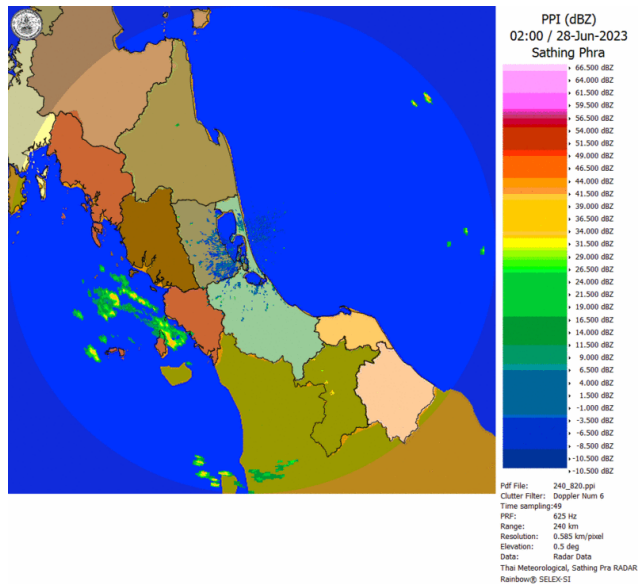 PPI (dBZ)
02:00 / 28-Jun-2023
Sathing Phra
66.500 dBZ
64.000 dBZ
61.500 dBZ
59.500 dBZ
56.500 dBZ
54.000 dBZ
51.500 dBZ
49.000 dBZ
46.500 dBZ
44.000 dBZ
41.500 dBZ
39.000 dBZ
36.500 dBZ
34.000 dBZ
31.500 dBZ
29.000 dBZ
26.500 dBZ
24.000 dBZ
21.500 dBZ
19.000 dBZ
16.500 dBZ
14.000 dBZ
11.500 dBZ
9.000 dBZ
6.500 dBZ
4.000 dBZ
1.500 dBZ
-1.000 dBZ
-3.500 dBZ
-6.500 dBZ
-8.500 dBZ
-10.500 dBZ
-10.500 dBZ
Pdf File: 240_820.ppi
Clutter Filter: Doppler Num 6
Time sampling:49
PRF: 625 Hz
Range: 240 km
Resolution: 0.585 km/pixel
Elevation: 0.5 deg
Data: Radar Data
Thai Meteorological, Sathing Pra RADAR
Rainbow® SELEX-SI